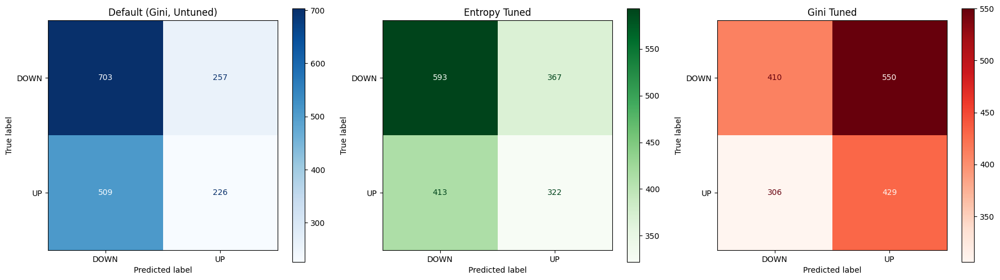 Default (Gini, Untuned)
True label
DOWN
UP
703
257
509
226
DOWN
UP
Predicted label
700
600
500
400
300
Entropy Tuned
True label
DOWN
UP
593
367
413
322
DOWN
UP
Predicted label
550
500
450
400
350
Gini Tuned
True label
DOWN
UP
410
550
306
429
DOWN
UP
Predicted label
550
500
450
400
350